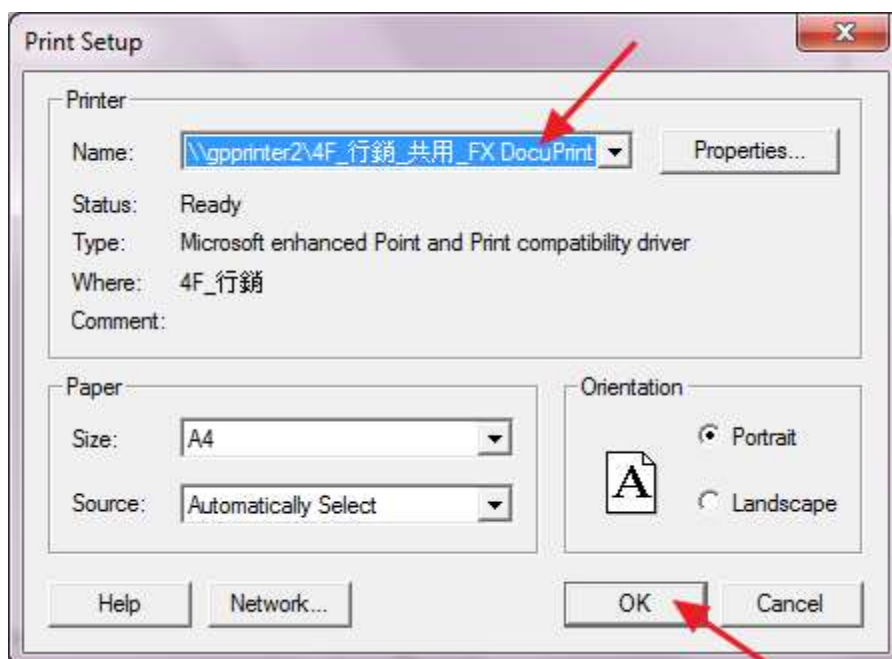 Print Setup
Printer
Name: \\gpprinter2\4F_行銷_共用_FX DocuPrint Properties...
Status: Ready
Type: Microsoft enhanced Point and Print compatibility driver
Where: 4F_行銷
Comment:
Paper
Size: A4
Source: Automatically Select
Orientation
A
Portrait
Landscape
Help Network... OK Cancel